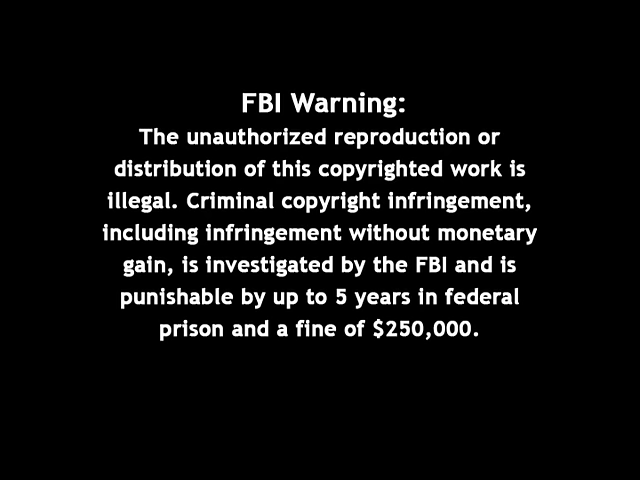 FBI Warning:
The unauthorized reproduction or
distribution of this copyrighted work is
illegal. Criminal copyright infringement,
including infringement without monetary
gain, is investigated by the FBI and is
punishable by up to 5 years in federal
prison and a fine of $250,000.